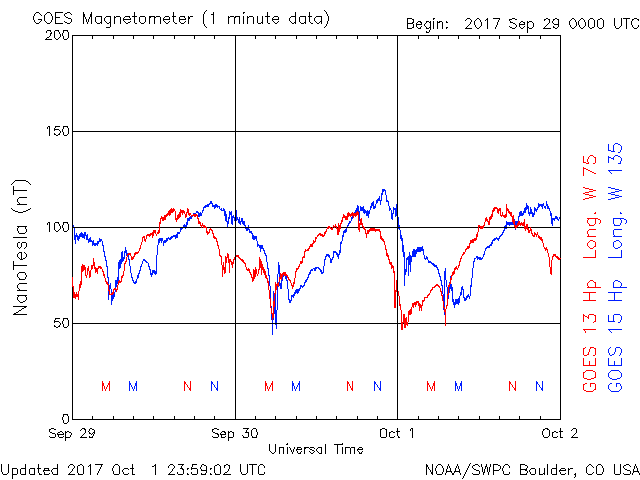 GOES Magnetometer (1 minute data)
Begin: 2017 Sep 29 0000 UTC
200
150
100
50
0
NanoTesla (nT)
M M N N M M N N M M N N
Sep 29 Sep 30 Oct 1 Oct 2
Universal Time
GOES 13 Hp Long. W 75
GOES 15 Hp Long. W 135
Updated 2017 Oct 1 23:59:02 UTC
NOAA/SWPC Boulder, CO USA